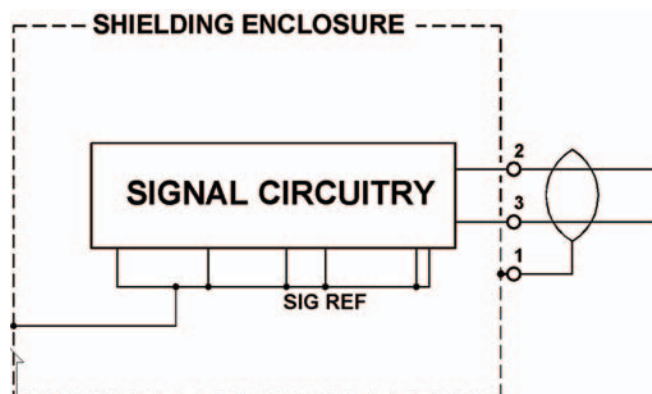 SHIELDING ENCLOSURE
2
SIGNAL CIRCUITRY
3
1
SIG REF